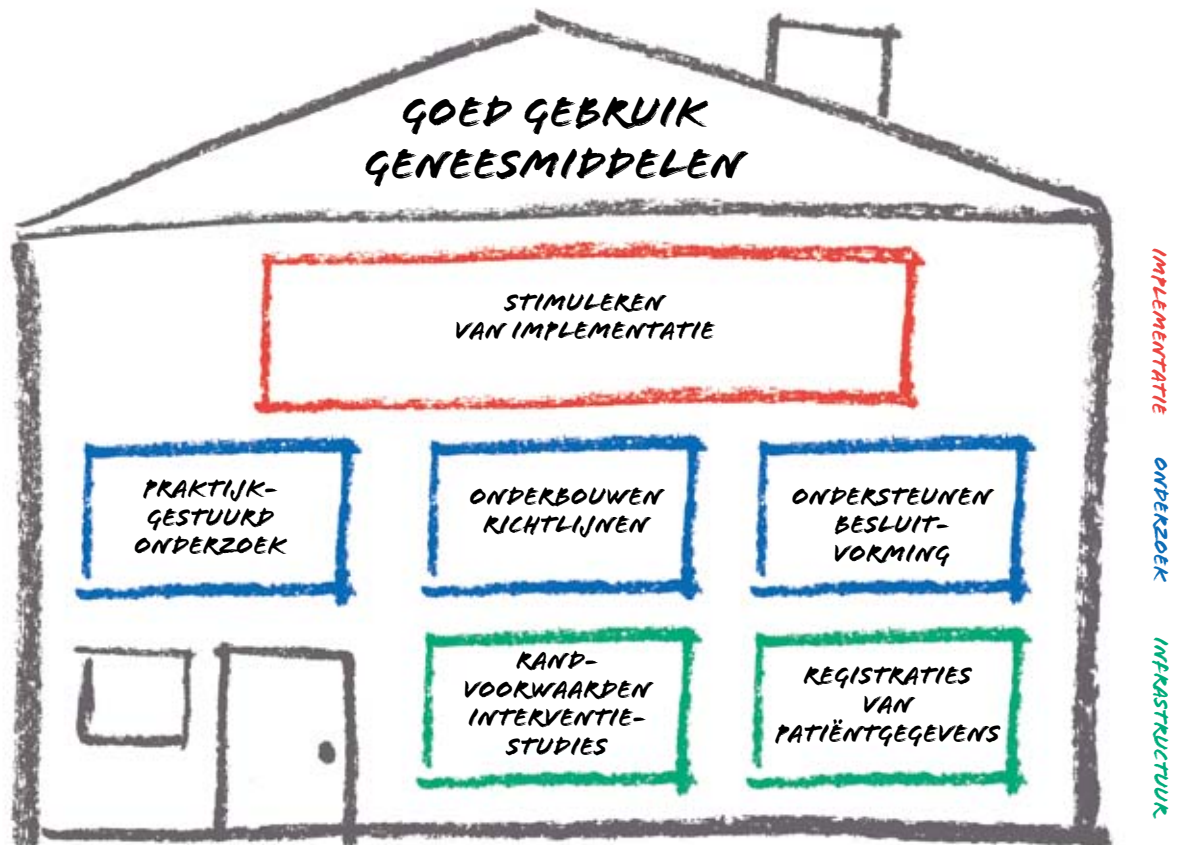 GOED GEBRUIK
GENEESMIDDELEN
STIMULEREN
VAN IMPLEMENTATIE
PRAKTIJK-
GESTUURD
ONDERZOEK
ONDERBOUWEN
RICHTLIJNEN
ONDERSTEUNEN
BESLUIT-
VORMING
RAND-
VOORWAARDEN
INTERVENTIE-
STUDIES
REGISTRATIES
VAN
PATIËNTGEGEVENS
IMPLEMENTATIE
ONDERZOEK
INFRASTRUCTUUR